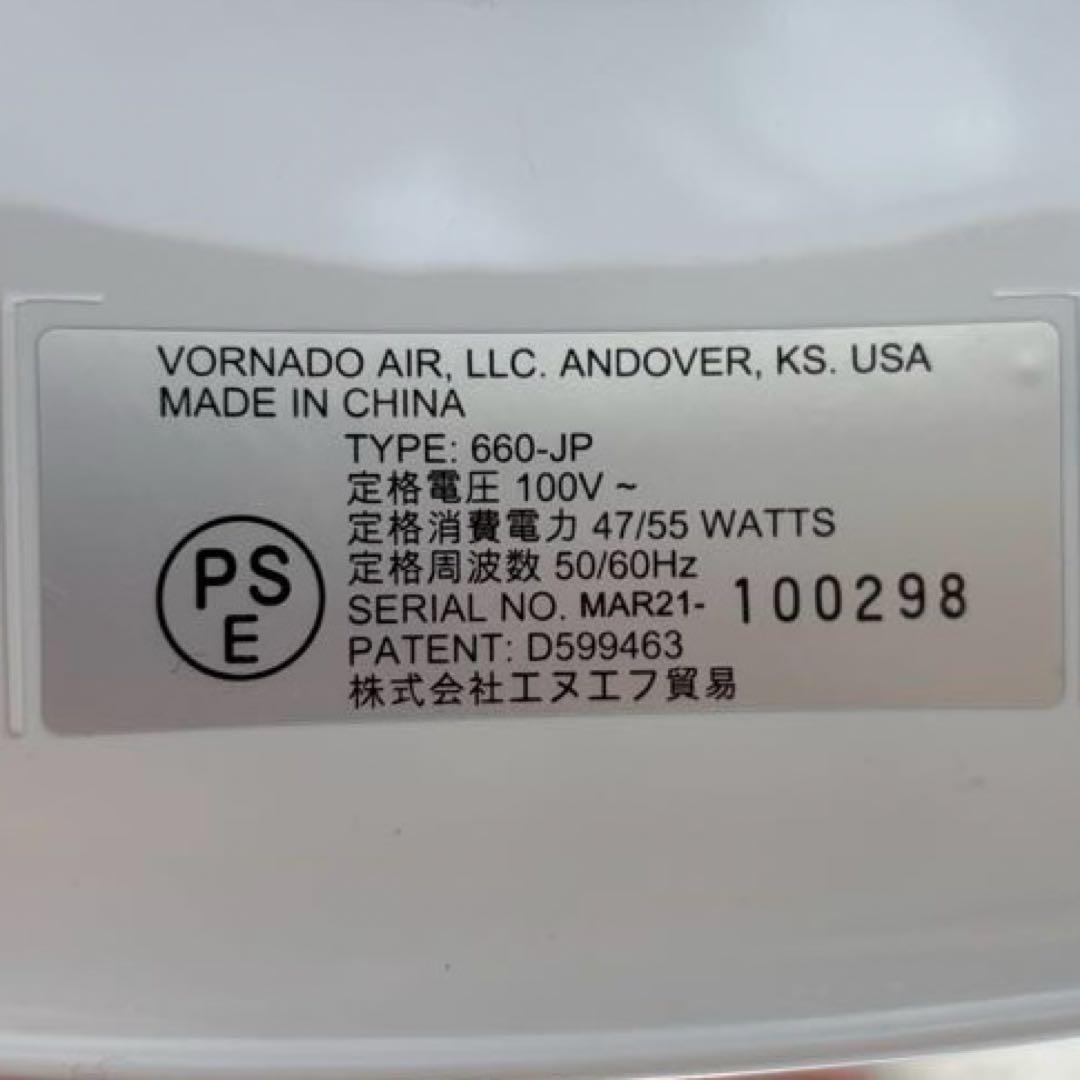 VORNADO AIR, LLC. ANDOVER, KS. USA
MADE IN CHINA
TYPE: 660-JP
定格電圧 100V ~
定格消費電力 47/55 WATTS
定格周波数 50/60Hz
SERIAL NO. MAR21- 100298
PATENT: D599463
株式会社エヌエフ貿易
PS
E